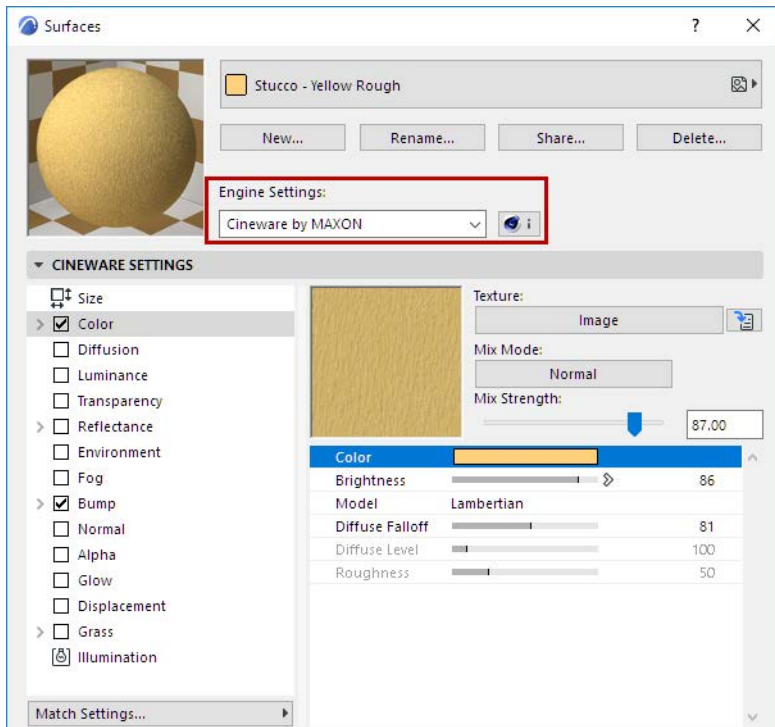 Surfaces
Stucco - Yellow Rough
New...
Rename...
Share...
Delete...
Engine Settings:
Cineware by MAXON
i
CINEWARE SETTINGS
Size
Color
Diffusion
Luminance
Transparency
Reflectance
Environment
Fog
Bump
Normal
Alpha
Glow
Displacement
Grass
Illumination
Match Settings...
Texture:
Image
Mix Mode:
Normal
Mix Strength:
87.00
Color
Brightness 86
Model Lambertian
Diffuse Falloff 81
Diffuse Level 100
Roughness 50